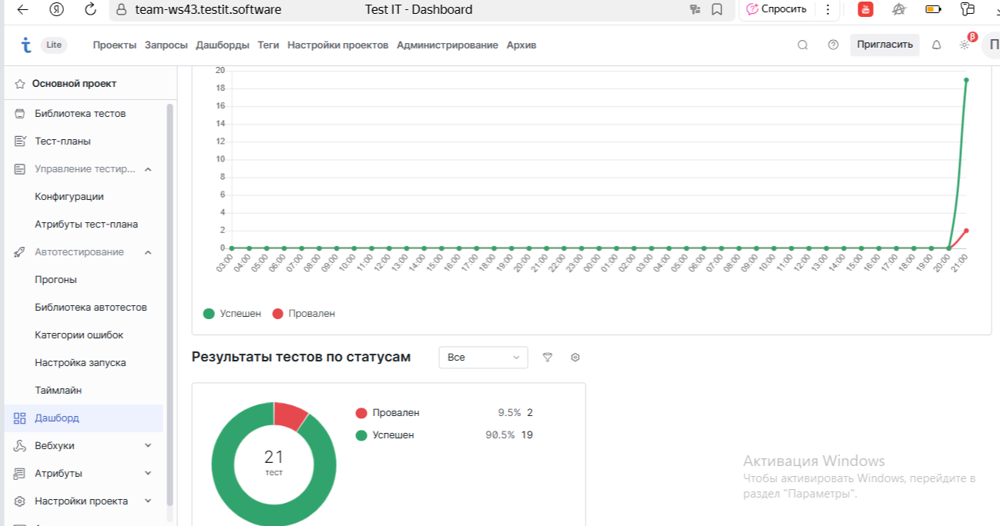 team-ws43.testit.software Test IT - Dashboard Спросить
Lite Проекты Запросы Дашборды Теги Настройки проектов Администрирование Архив Пригласить β П
Основной проект
Библиотека тестов
Тест-планы
Управление тестир...
Конфигурации
Атрибуты тест-плана
Автотестирование
Прогоны
Библиотека автотестов
Категории ошибок
Настройка запуска
Таймлайн
Дашборд
Вебхуки
Атрибуты
Настройки проекта
20
18
16
14
12
10
8
6
4
2
0
03:00 04:00 05:00 06:00 07:00 08:00 09:00 10:00 11:00 12:00 13:00 14:00 15:00 16:00 17:00 18:00 19:00 20:00 21:00 22:00 23:00 00:00 01:00 02:00 03:00 04:00 05:00 06:00 07:00 08:00 09:00 10:00 11:00 12:00 13:00 14:00 15:00 16:00 17:00 18:00 19:00 20:00 21:00
Успешен Провален
Результаты тестов по статусам Все
21
тест
Провален 9.5% 2
Успешен 90.5% 19
Активация Windows
Чтобы активировать Windows, перейдите в
раздел "Параметры".